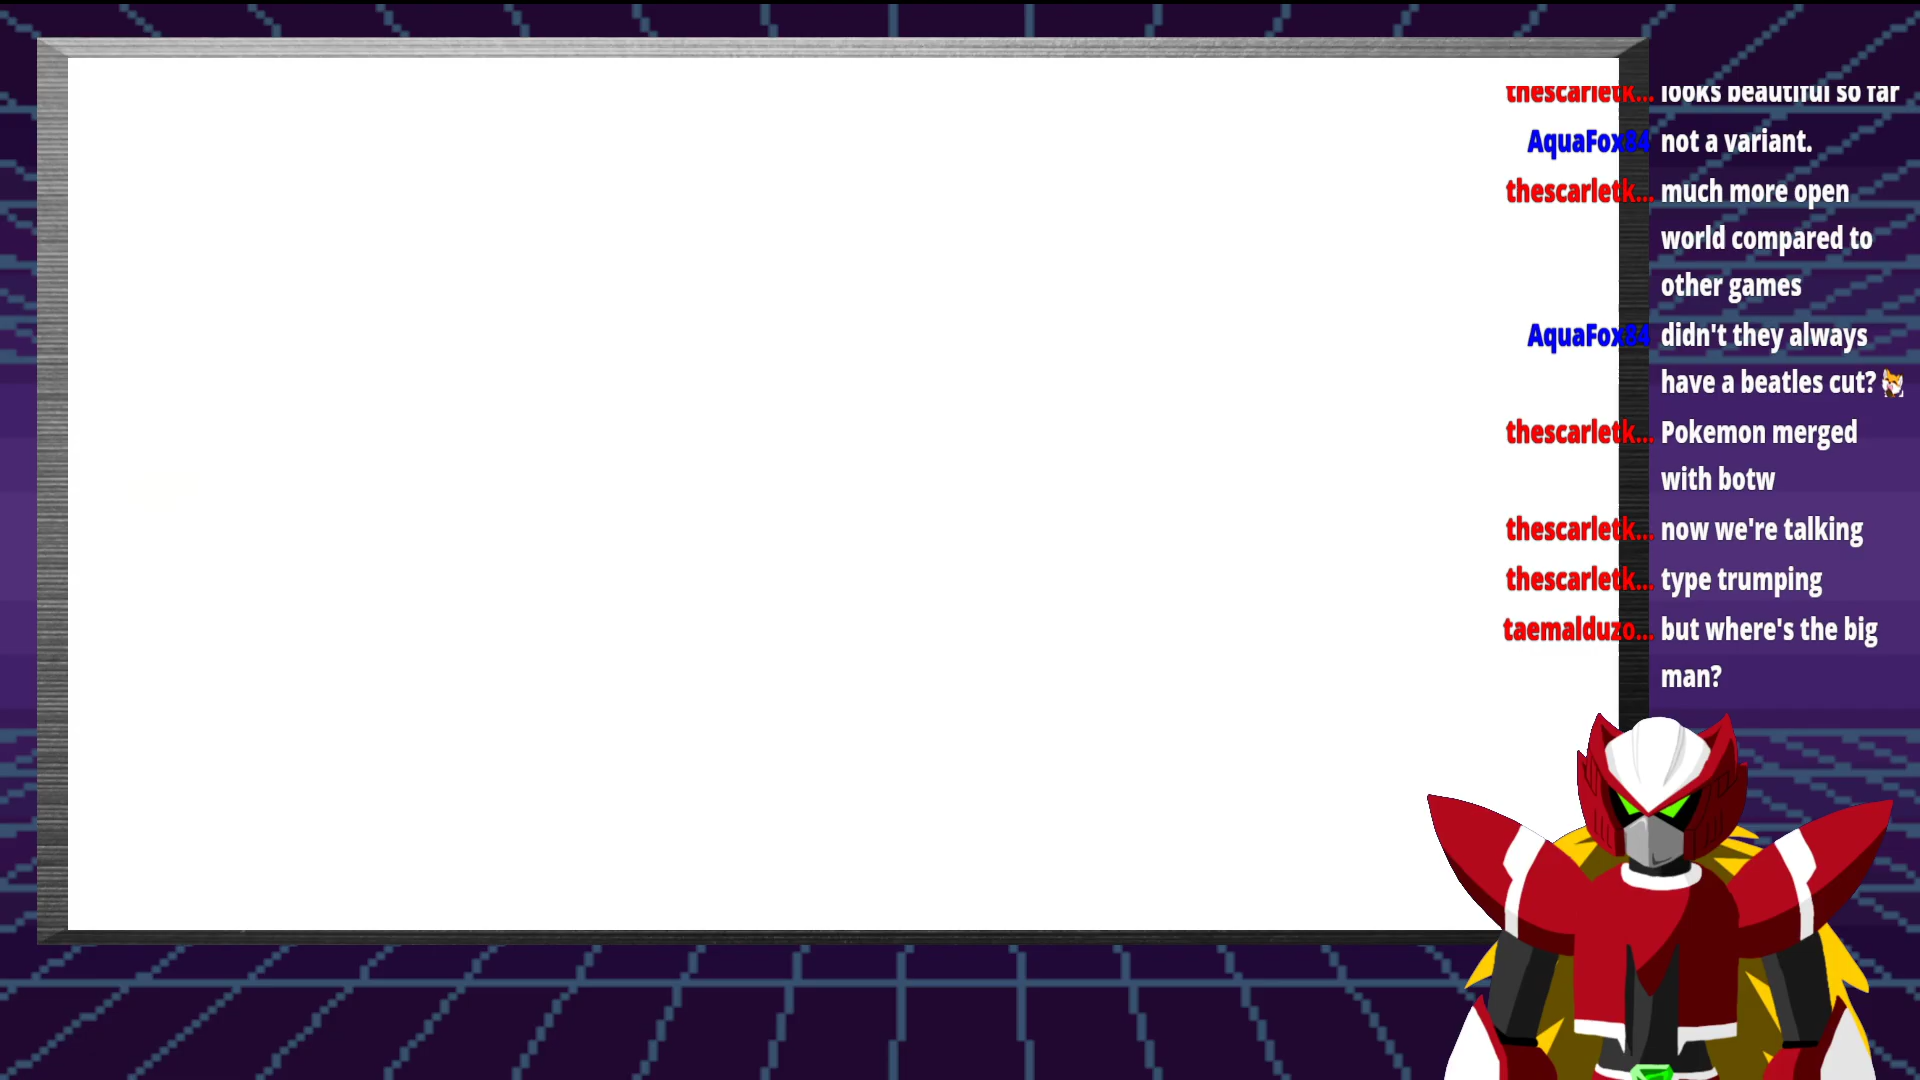 thescarletk... looks beautiful so far
AquaFox84 not a variant.
thescarletk... much more open
world compared to
other games
AquaFox84 didn't they always
have a beatles cut?
thescarletk... Pokemon merged
with botw
thescarletk... now we're talking
thescarletk... type trumping
taemalduzo... but where's the big
man?